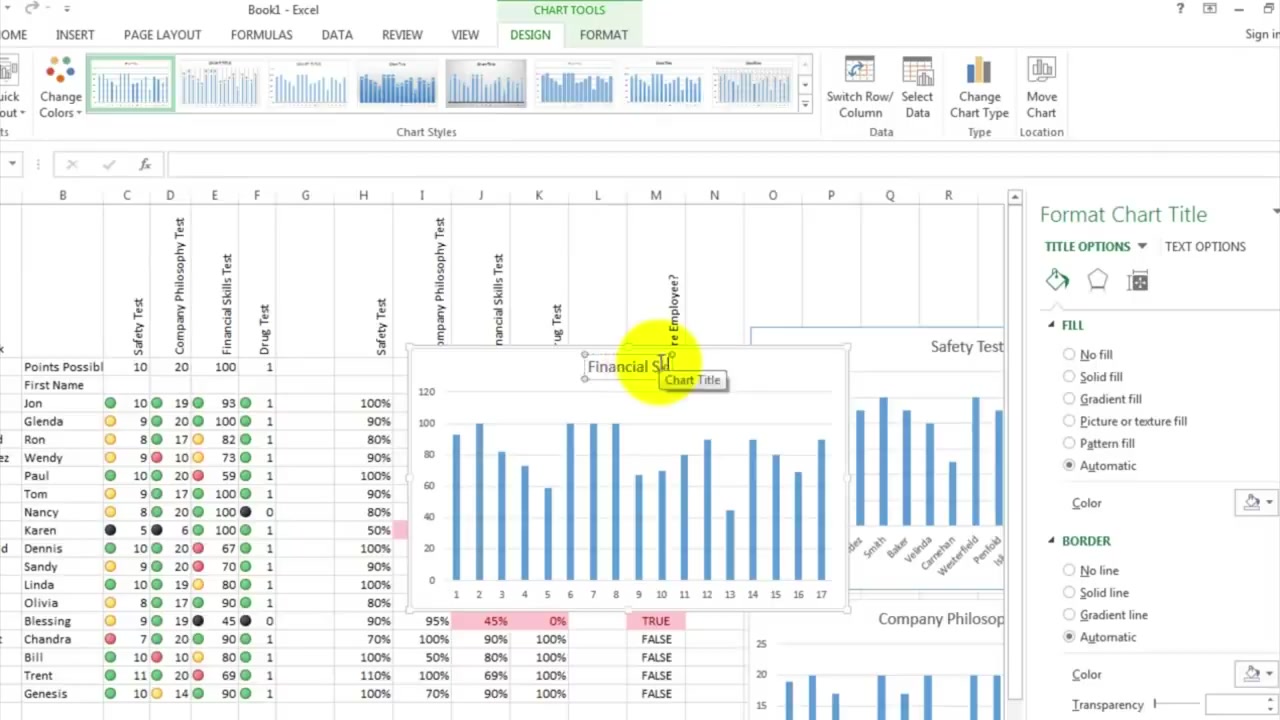 Book1 - Excel
CHART TOOLS
?
OME INSERT PAGE LAYOUT FORMULAS DATA REVIEW VIEW DESIGN FORMAT
Sign in
uick
out
Change
Colors
Switch Row/
Column
Select
Data
Change
Chart Type
Move
Chart
ts
Chart Styles
Data
Type
Location
fx
B C D E F G H I J K L M N O P Q R
Safety Test
Company Philosophy Test
Financial Skills Test
Drug Test
Safety Test
ompany Philosophy Test
nancial Skills Test
ug Test
re Employee?
Points Possibl 10 20 100 1
First Name
Jon 10 19 93 1 100%
Glenda 9 20 100 1 90%
Ron 8 17 82 1 80%
ez Wendy 9 10 73 1 90%
Paul 10 20 59 1 100%
Tom 9 17 100 1 90%
Nancy 8 20 100 0 80%
Karen 5 6 100 1 50%
d Dennis 10 20 67 1 100%
Sandy 9 20 70 1 90%
Linda 10 19 80 1 100%
Olivia 8 17 90 1 80%
Blessing 9 19 45 0 90% 95% 45% 0% TRUE
Chandra 7 20 90 1 70% 100% 90% 100% FALSE
Bill 10 10 80 1 100% 50% 80% 100% FALSE
Trent 11 20 69 1 110% 100% 69% 100% FALSE
Genesis 10 14 90 1 100% 70% 90% 100% FALSE
Financial Sk
Chart Title
120
100
80
60
40
20
0
1 2 3 4 5 6 7 8 9 10 11 12 13 14 15 16 17
Safety Test
dez
Smith
Baker
Velinda
Carnehan
Westerfield
Penfold
Company Philosop
25
20
15
Format Chart Title
TITLE OPTIONS TEXT OPTIONS
FILL
No fill
Solid fill
Gradient fill
Picture or texture fill
Pattern fill
Automatic
Color
BORDER
No line
Solid line
Gradient line
Automatic
Color
Transparency